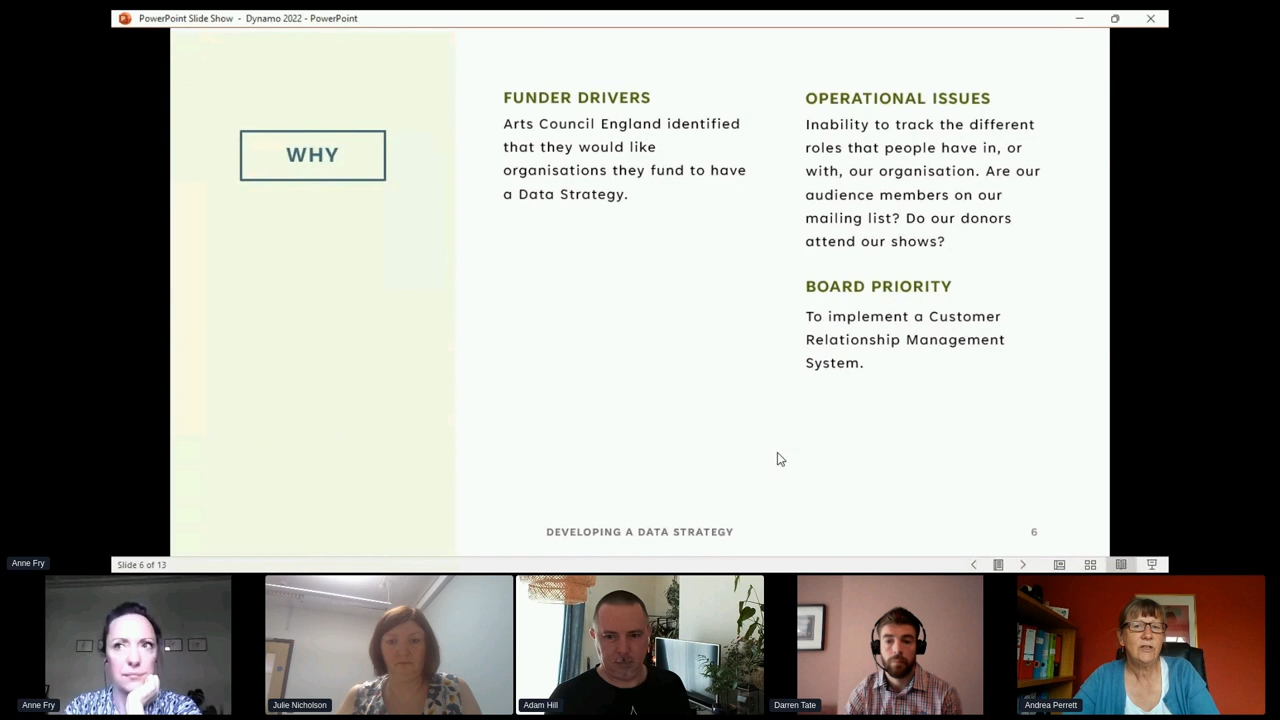 PowerPoint Slide Show - Dynamo 2022 - PowerPoint
WHY
FUNDER DRIVERS
Arts Council England identified
that they would like
organisations they fund to have
a Data Strategy.
OPERATIONAL ISSUES
Inability to track the different
roles that people have in, or
with, our organisation. Are our
audience members on our
mailing list? Do our donors
attend our shows?
BOARD PRIORITY
To implement a Customer
Relationship Management
System.
DEVELOPING A DATA STRATEGY
6
Slide 6 of 13
Anne Fry
Anne Fry
Julie Nicholson
Adam Hill
Darren Tate
Andrea Perrett